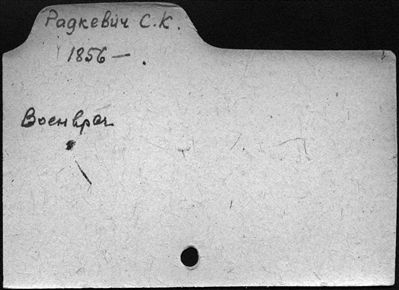 Радкевич С.К.
1856 —
Военврач